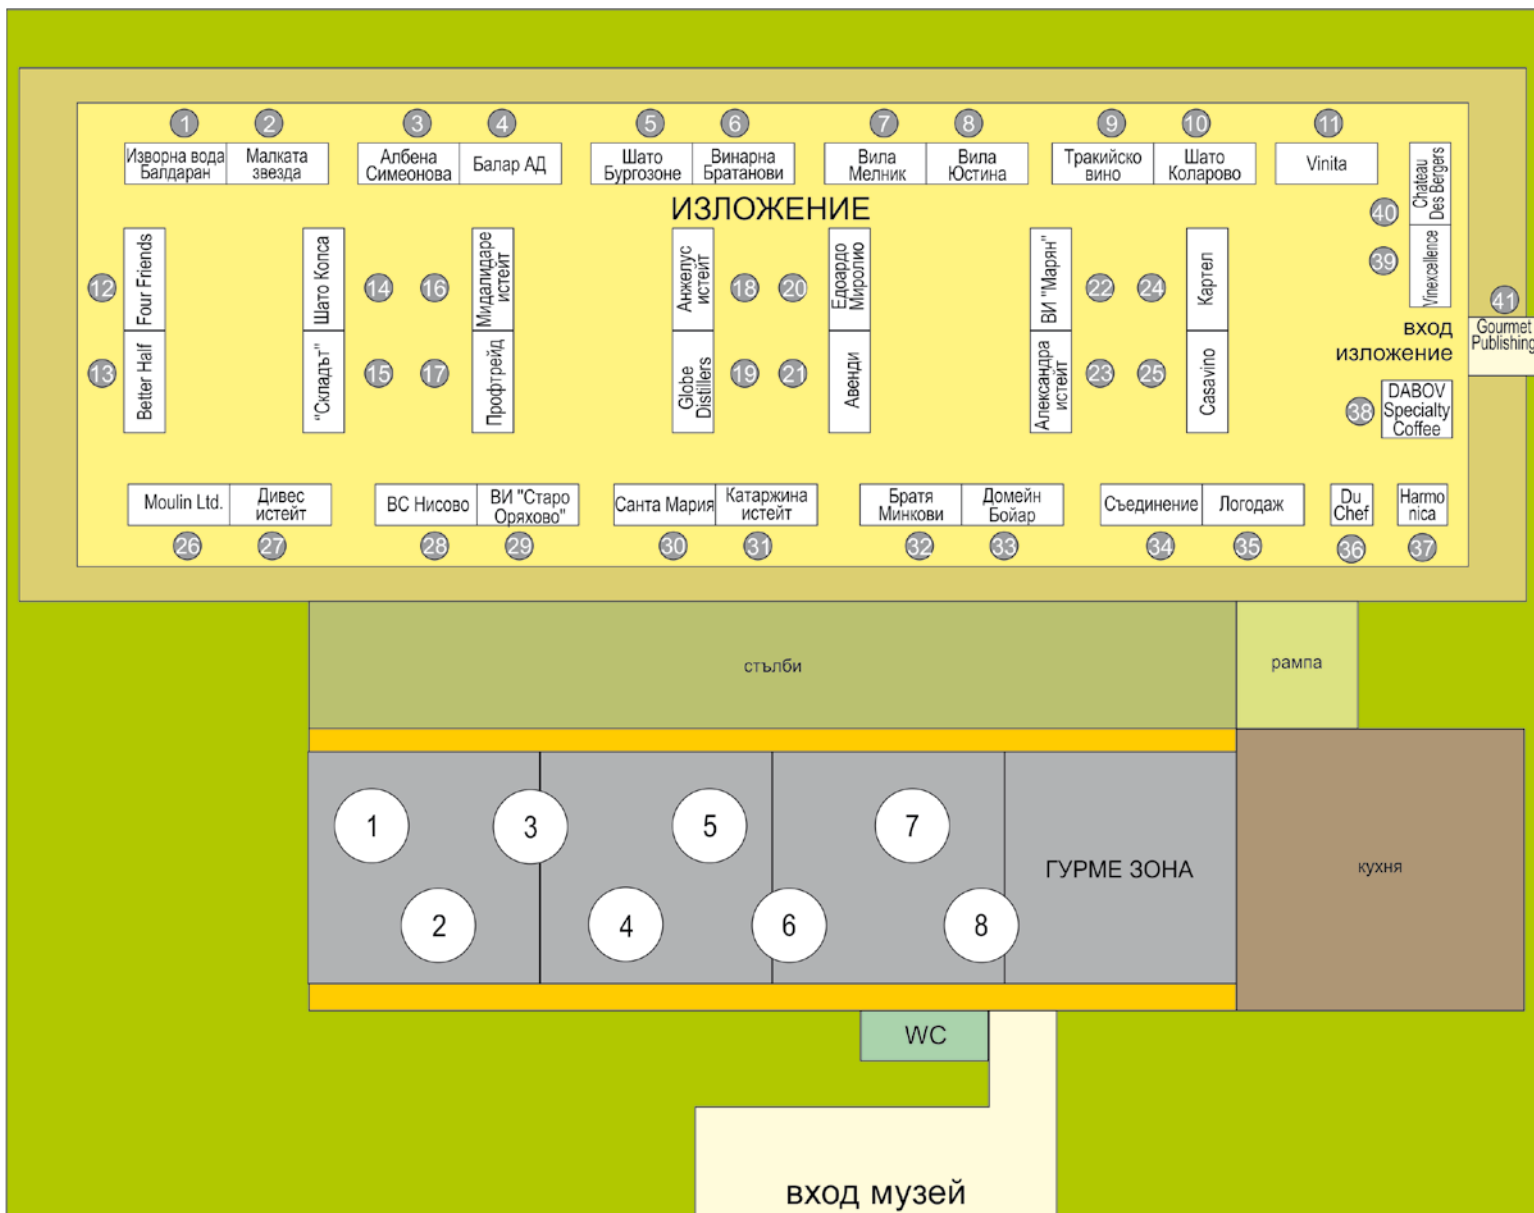 1
2
3
4
5
6
7
8
9
10
11
Изворна вода
Балдаран
Малката
звезда
Албена
Симеонова
Балар АД
Шато
Бургозоне
Винарна
Братанови
Вила
Мелник
Вила
Юстина
Тракийско
вино
Шато
Коларово
Vinita
ИЗЛОЖЕНИЕ
40
Chateau
Des Bergers
39
Vinexcellence
12
Four Friends
Шато Копса
14
16
Мидалидаре
истейт
Анжелус
истейт
18
20
Едоардо
Миролио
ВИ "Марян"
22
24
Картел
41
Gourmet
Publishing
вход
изложение
13
Better Half
"Складът"
15
17
Профтрейд
Globe
Distillers
19
21
Авенди
Александра
истейт
23
25
Casavino
38
DABOV
Specialty
Coffee
Moulin Ltd.
Дивес
истейт
ВС Нисово
ВИ "Старо
Оряхово"
Санта Мария
Катаржина
истейт
Братя
Минкови
Домейн
Бойар
Съединение
Логодаж
Du
Chef
Harmo
nica
26
27
28
29
30
31
32
33
34
35
36
37
стълби
рампа
1
3
5
7
2
4
6
8
ГУРМЕ ЗОНА
кухня
WC
вход музей